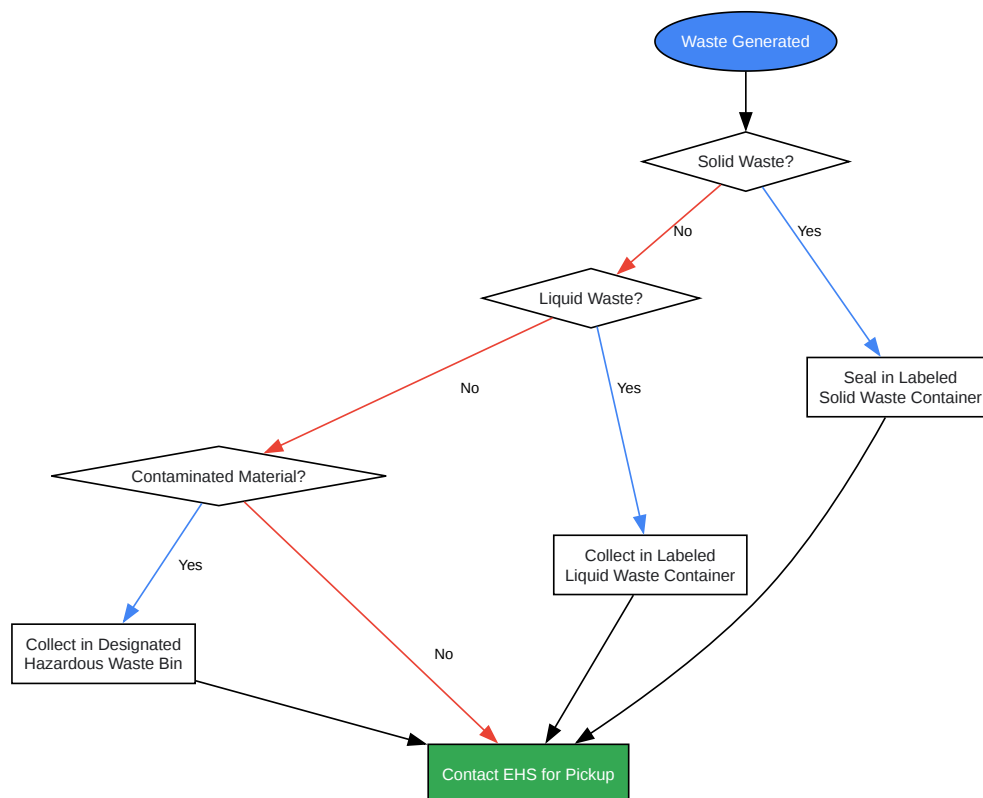 Waste Generated
Solid Waste?
No
Yes
Liquid Waste?
No
Yes
Seal in Labeled
Solid Waste Container
Contaminated Material?
Yes
Collect in Labeled
Liquid Waste Container
Collect in Designated
Hazardous Waste Bin
No
Contact EHS for Pickup